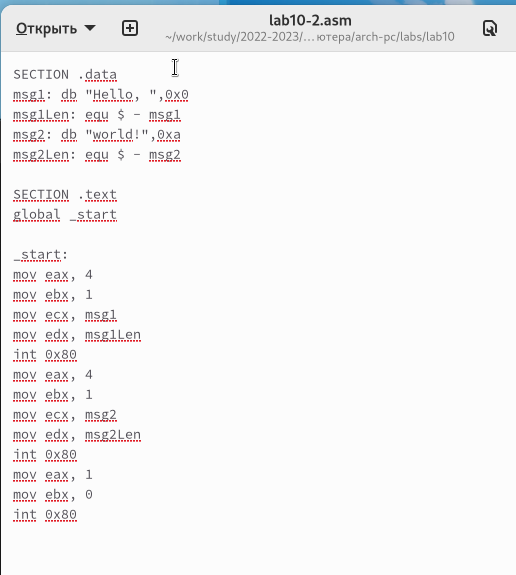 Открыть
lab10-2.asm
~/work/study/2022-2023/... ютера/arch-pc/labs/lab10
SECTION .data
msg1: db "Hello, ",0x0
msg1Len: equ $ - msg1
msg2: db "world!",0xa
msg2Len: equ $ - msg2
SECTION .text
global _start
_start:
mov eax, 4
mov ebx, 1
mov ecx, msg1
mov edx, msg1Len
int 0x80
mov eax, 4
mov ebx, 1
mov ecx, msg2
mov edx, msg2Len
int 0x80
mov eax, 1
mov ebx, 0
int 0x80